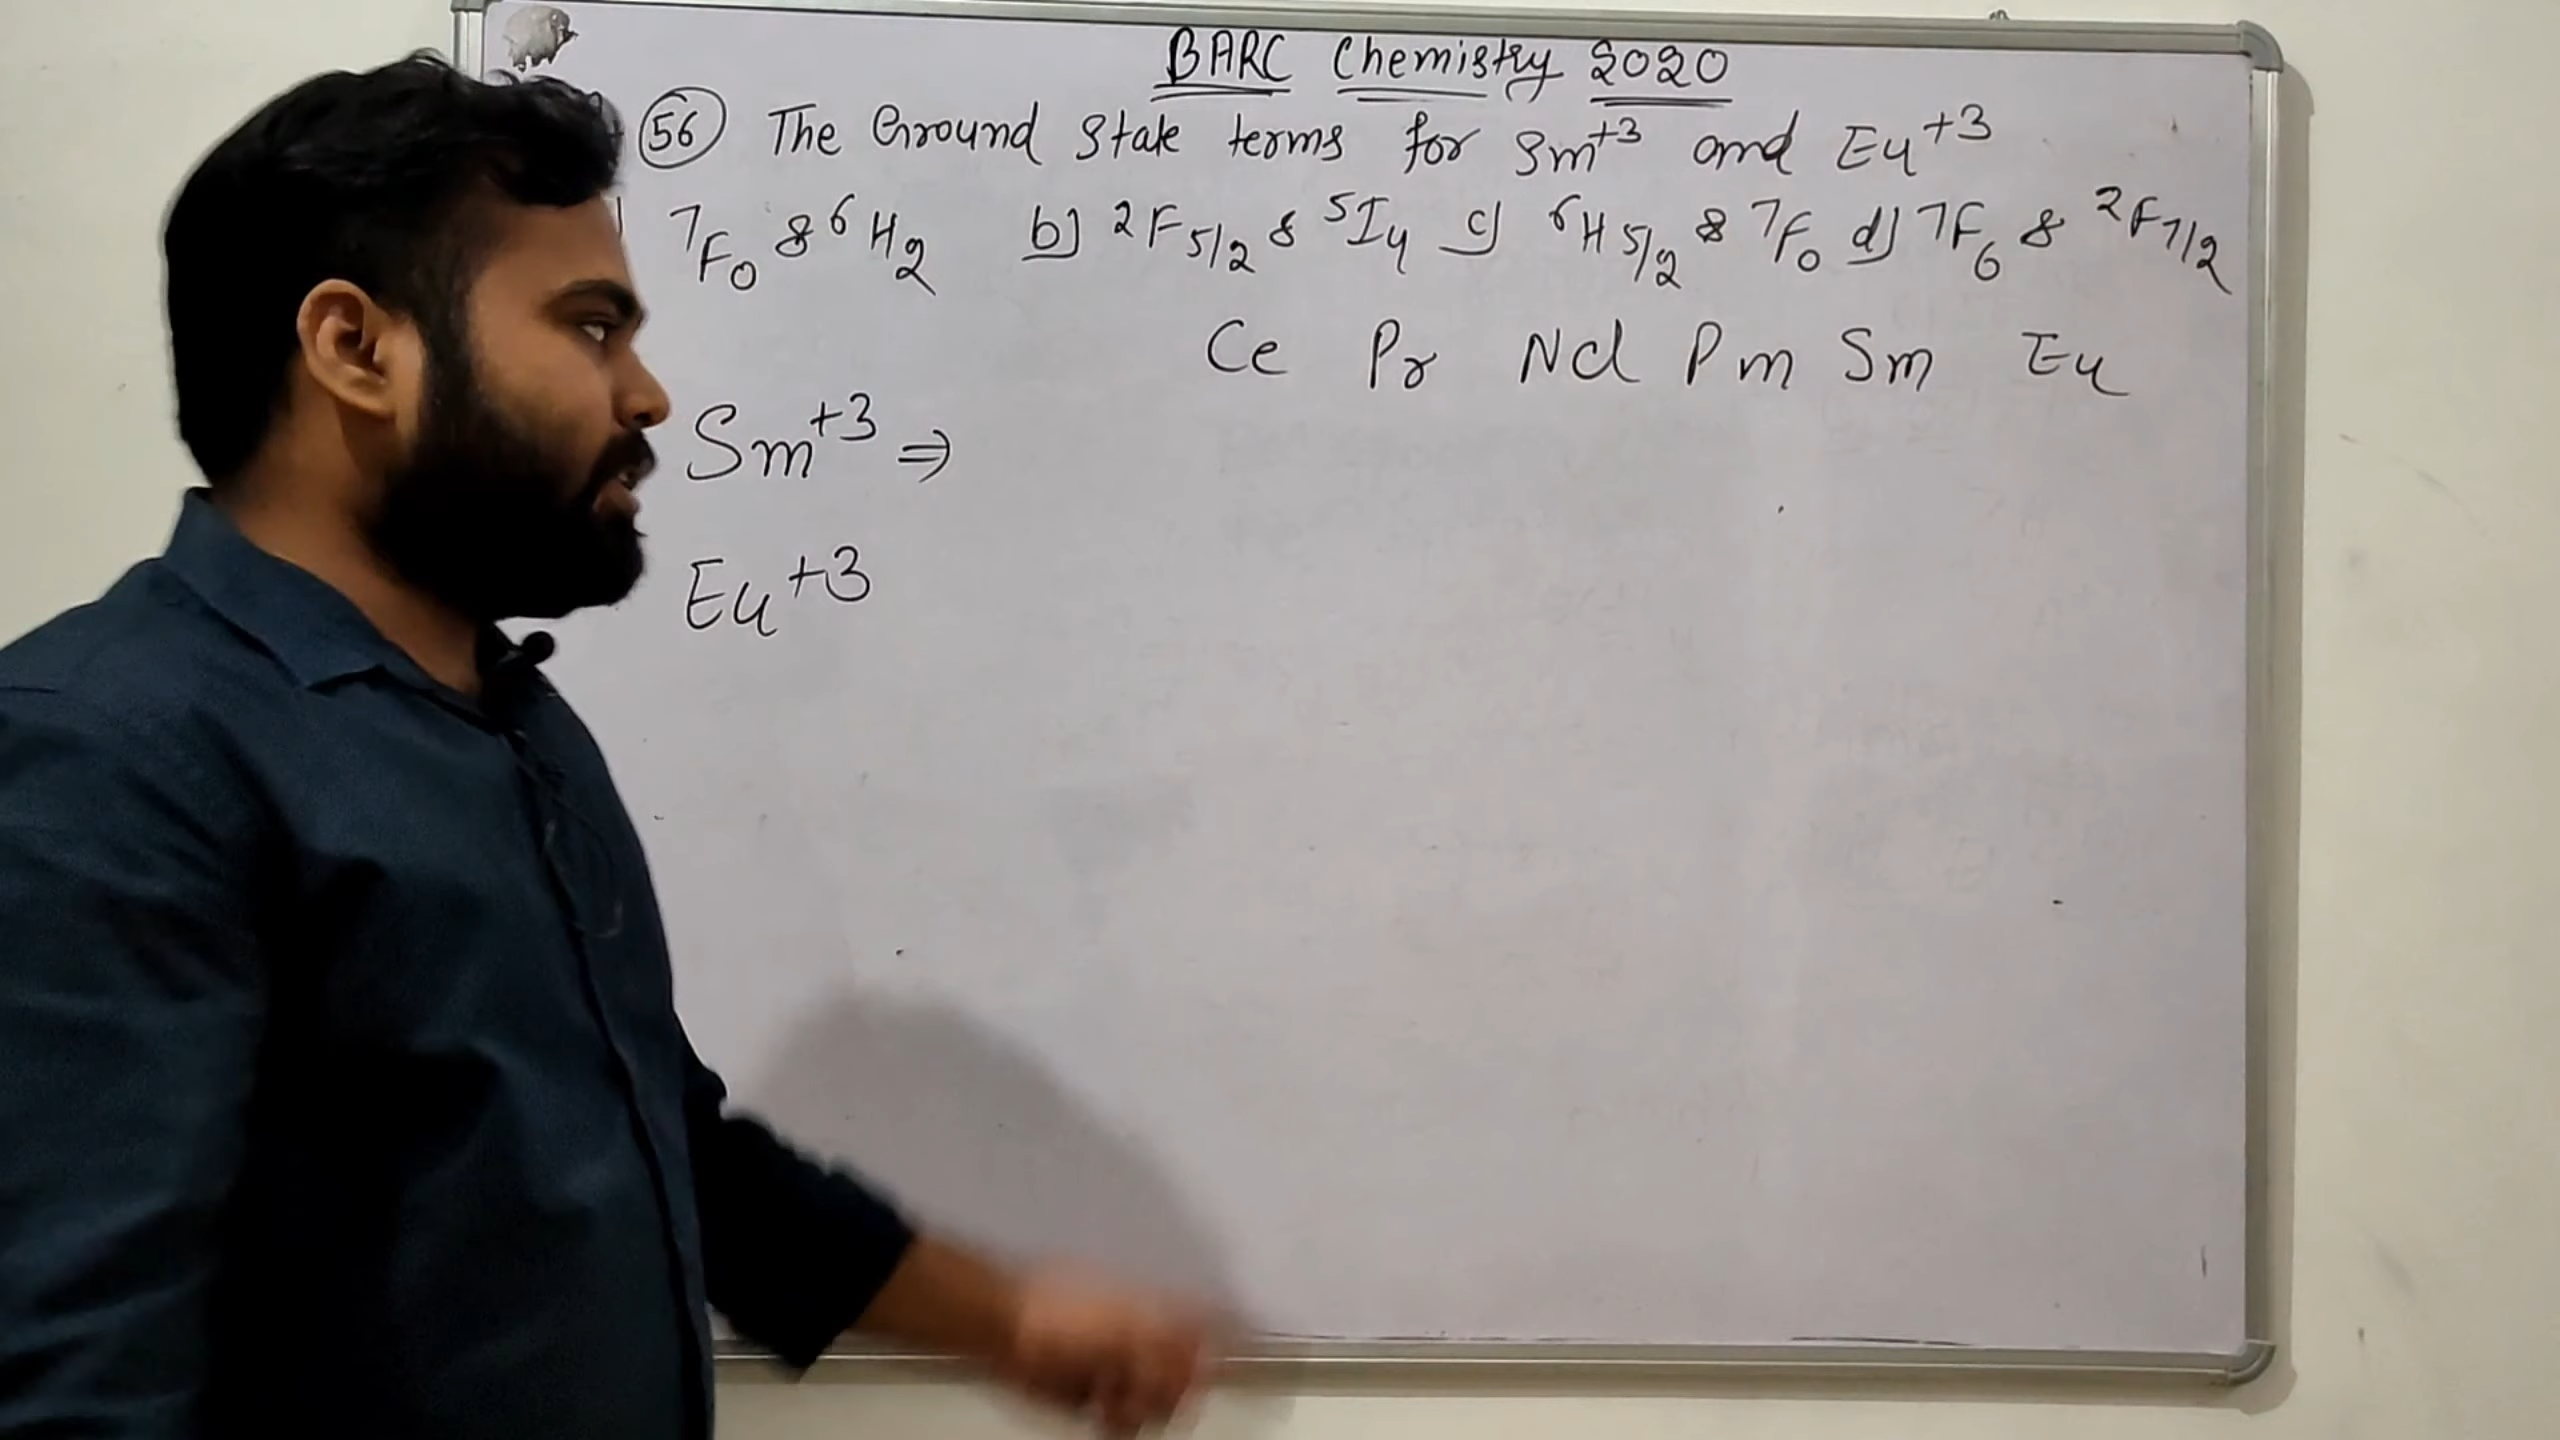 BARC Chemistry 2020
56 The Ground State terms for Sm+3 and Eu+3
7F0 & 6H2 b) 2F5/2 & 5I4 c) 6H5/2 & 7F0 d) 7F6 & 2F7/2
Ce Pr Nd Pm Sm Eu
Sm+3 ⇒
Eu+3